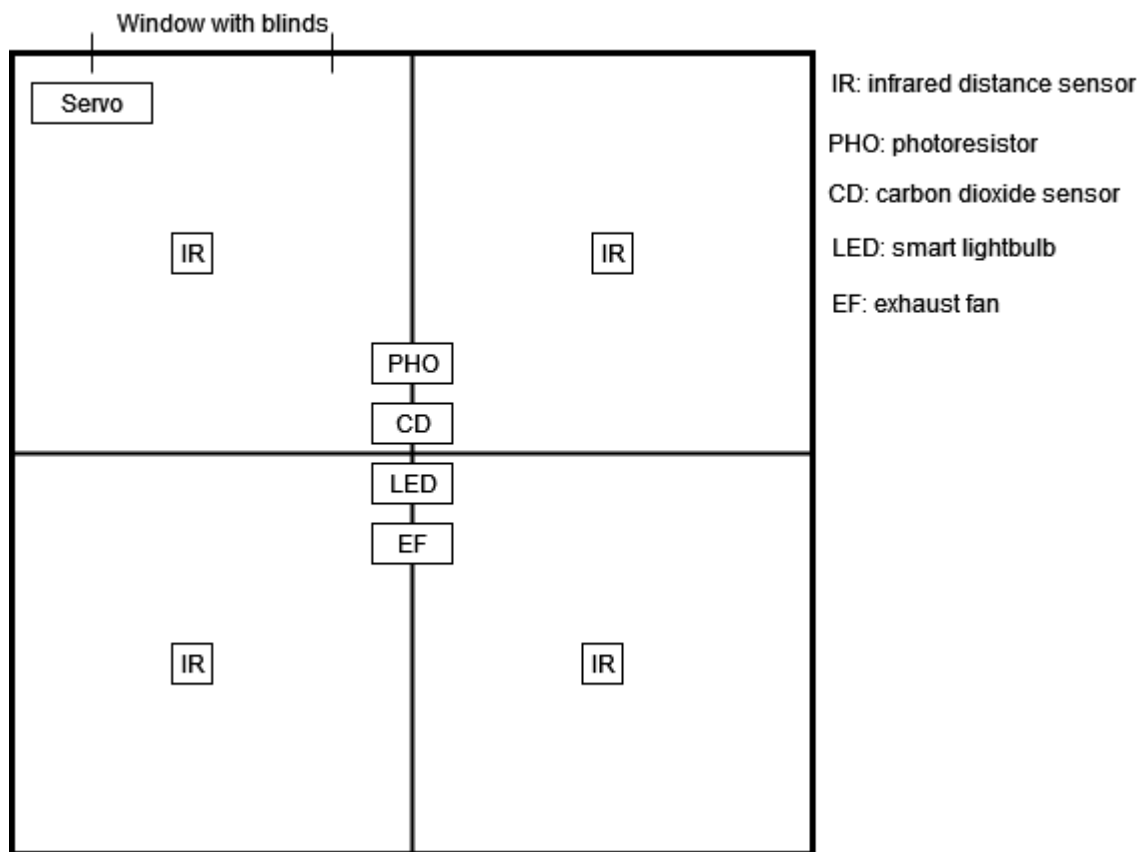 Window with blinds
Servo
IR
IR
PHO
CD
LED
EF
IR
IR
IR: infrared distance sensor
PHO: photoresistor
CD: carbon dioxide sensor
LED: smart lightbulb
EF: exhaust fan